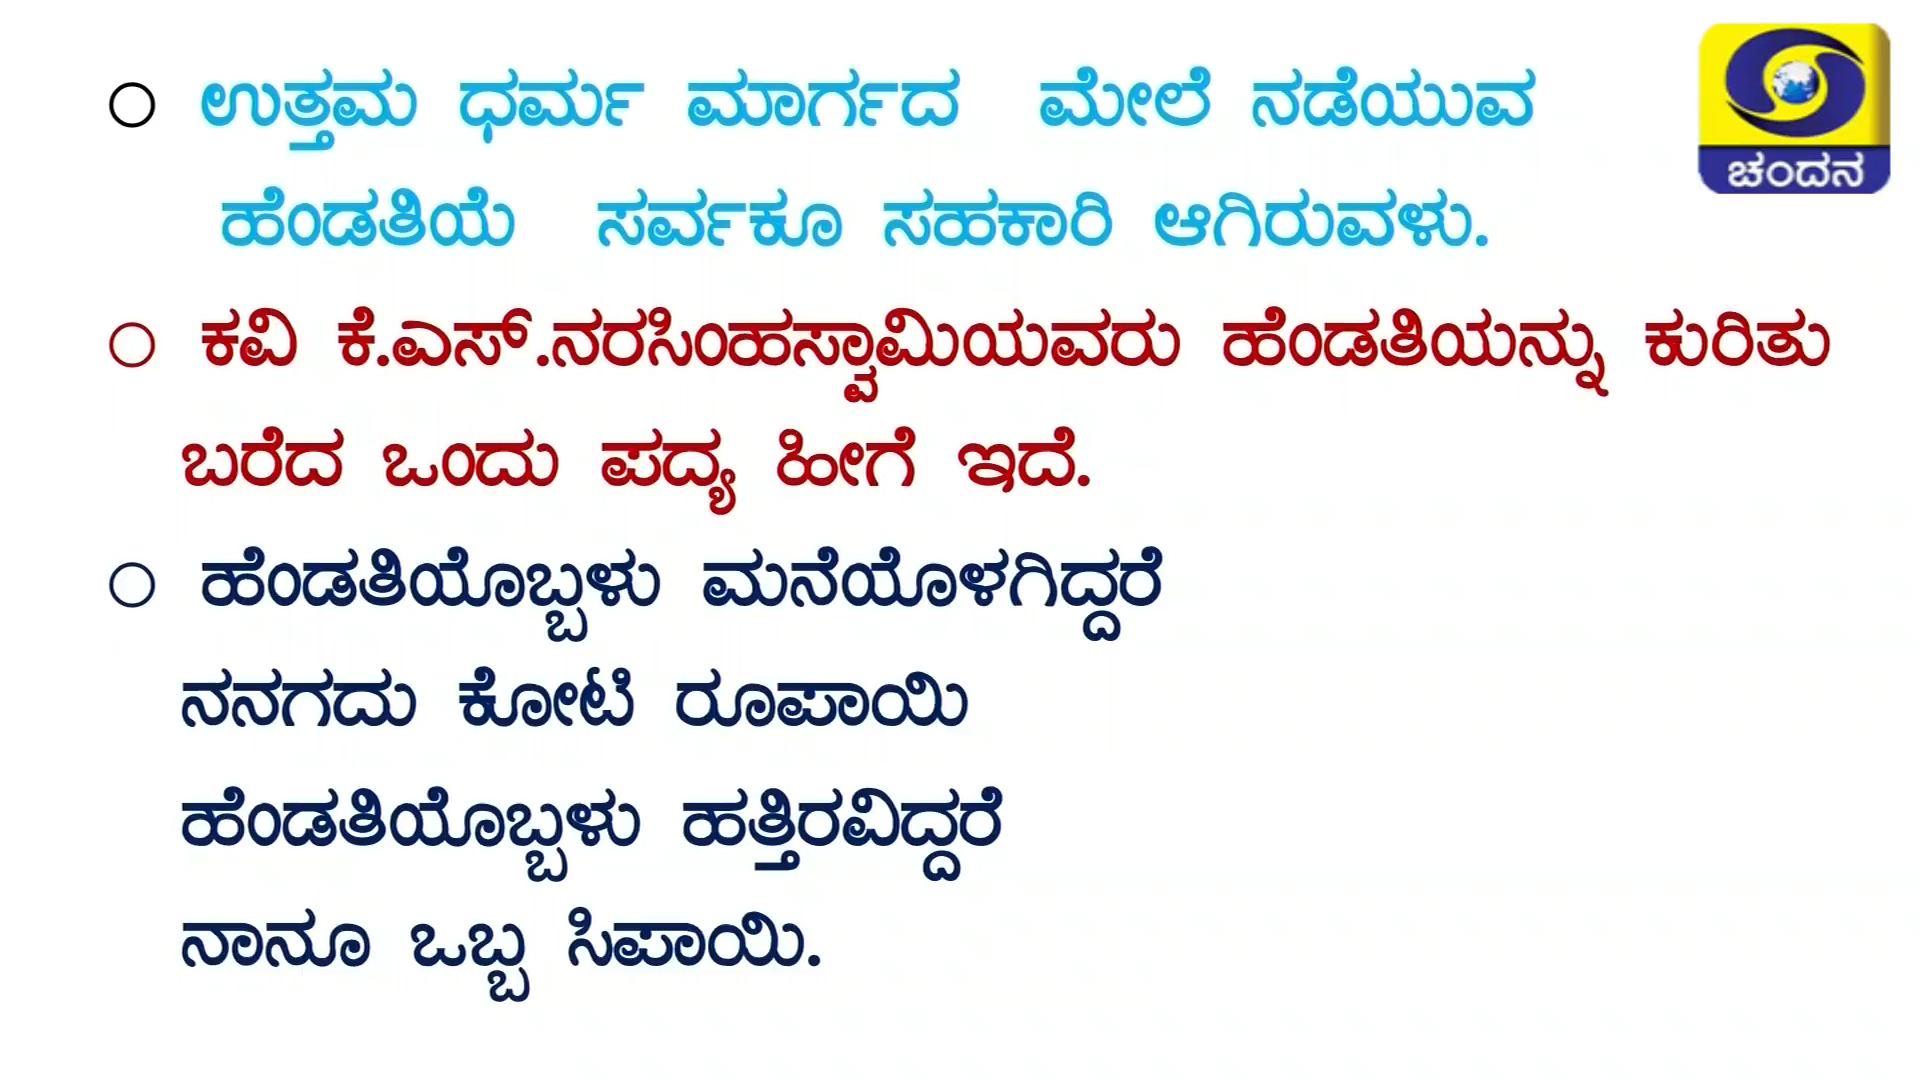 ಉತ್ತಮ ಧರ್ಮ ಮಾರ್ಗದ ಮೇಲೆ ನಡೆಯುವ
ಹೆಂಡತಿಯೆ ಸರ್ವಕೂ ಸಹಕಾರಿ ಆಗಿರುವಳು.
ಕವಿ ಕೆ.ಎಸ್.ನರಸಿಂಹಸ್ವಾಮಿಯವರು ಹೆಂಡತಿಯನ್ನು ಕುರಿತು
ಬರೆದ ಒಂದು ಪದ್ಯ ಹೀಗೆ ಇದೆ.
ಹೆಂಡತಿಯೊಬ್ಬಳು ಮನೆಯೊಳಗಿದ್ದರೆ
ನನಗದು ಕೋಟಿ ರೂಪಾಯಿ
ಹೆಂಡತಿಯೊಬ್ಬಳು ಹತ್ತಿರವಿದ್ದರೆ
ನಾನೂ ಒಬ್ಬ ಸಿಪಾಯಿ.
ಚಂದನ